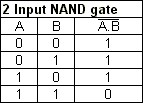 2 Input NAND gate
A B A̅.̅B̅
0 0 1
0 1 1
1 0 1
1 1 0